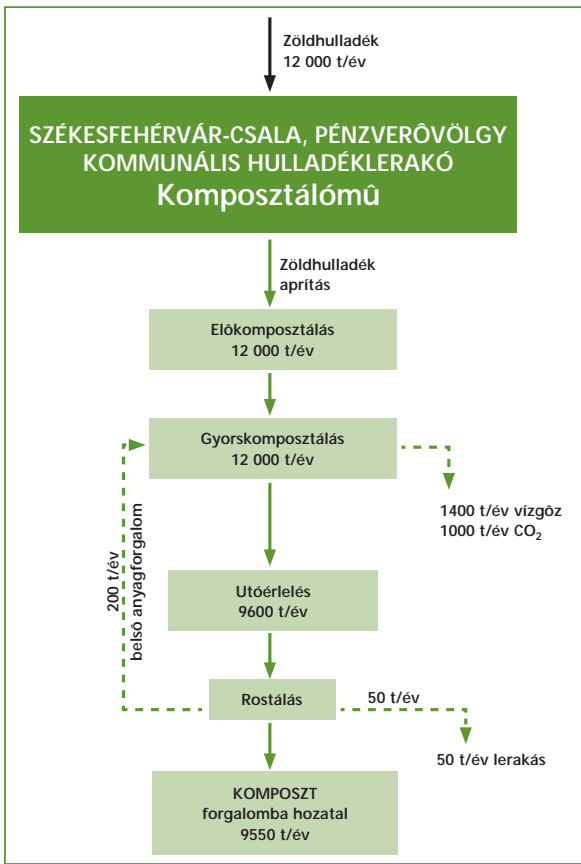 Zöldhulladék
12 000 t/év
SZÉKESFEHÉRVÁR-CSALA, PÉNZVERÔVÖLGY
KOMMUNÁLIS HULLADÉKLERAKÓ
Komposztálómû
Zöldhulladék
aprítás
Elôkomposztálás
12 000 t/év
Gyorskomposztálás
12 000 t/év
1400 t/év vízgôz
1000 t/év CO₂
200 t/év
belsô anyagforgalom
Utóérlelés
9600 t/év
Rostálás
50 t/év
50 t/év lerakás
KOMPOSZT
forgalomba hozatal
9550 t/év